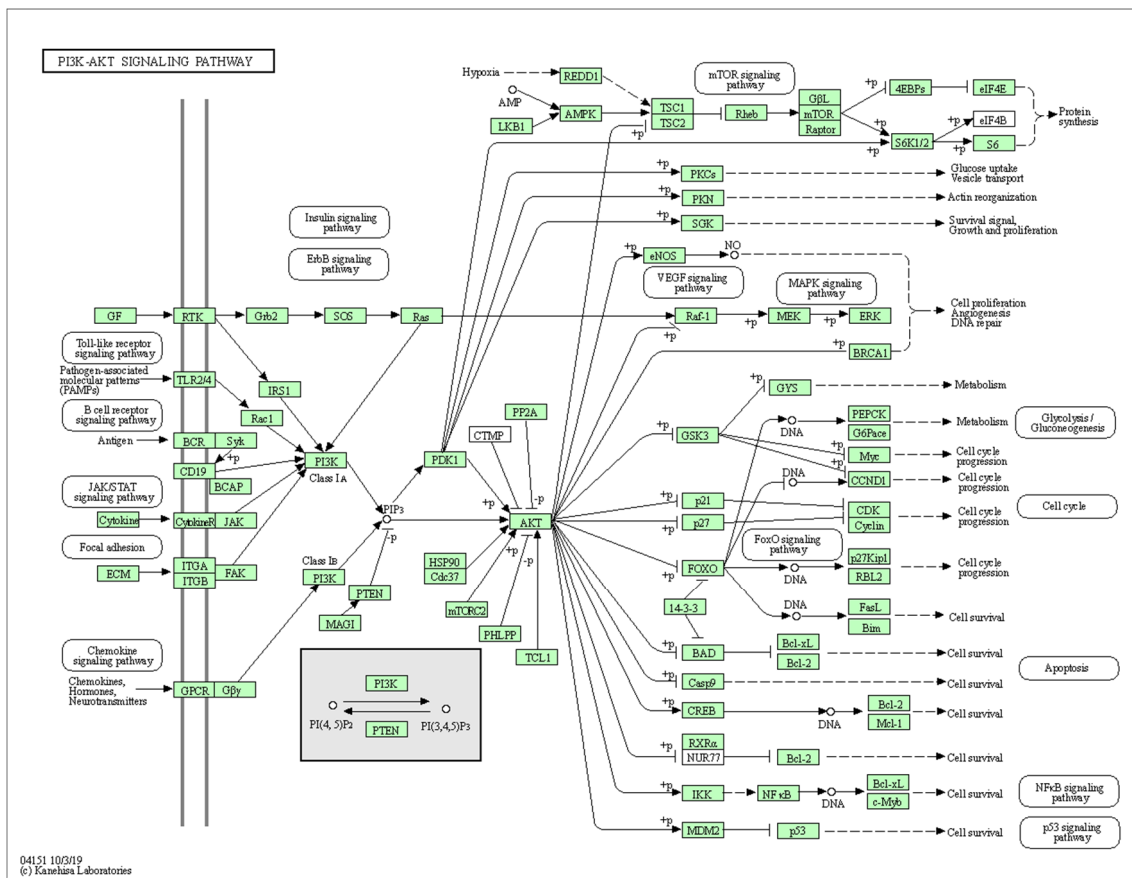 PI3K-AKT SIGNALING PATHWAY
Hypoxia
REDD1
mTOR signaling
pathway
AMP
AMPK
LKB1
+p
TSC1
TSC2
Rheb
GβL
mTOR
Raptor
+p
4EBPs
eIF4E
+p
S6K1/2
+p
+p
eIF4B
+p
S6
Protein
synthesis
+p
PKCs
Glucose uptake
Vesicle transport
+p
PKN
Actin reorganization
+p
SGK
Survival signal,
Growth and proliferation
Insulin signaling
pathway
ErbB signaling
pathway
+p
eNOS
NO
VEGF signaling
pathway
MAPK signaling
pathway
GF
RTK
Grb2
SOS
Ras
Raf-1
+p
MEK
+p
ERK
+p
+p
BRCA1
Cell proliferation
Angiogenesis
DNA repair
Toll-like receptor
signaling pathway
Pathogen-associated
molecular patterns
(PAMPs)
TLR2/4
IRS1
Rac1
B cell receptor
signaling pathway
Antigen
BCR
Syk
+p
CD19
BCAP
PI3K
Class IA
JAK/STAT
signaling pathway
Cytokine
CytokineR
JAK
Focal adhesion
ECM
ITGA
ITGB
FAK
Class IB
PI3K
PIP3
-p
PTEN
MAGI
Chemokine
signaling pathway
Chemokines,
Hormones,
Neurotransmitters
GPCR
Gβγ
PDK1
CTMP
PP2A
+p
-p
AKT
+p
-p
HSP90
Cdc37
mTORC2
PHLPP
TCL1
PI3K
PI(4, 5)P2
PI(3,4,5)P3
PTEN
+p
GYS
Metabolism
+p
GSK3
DNA
PEPCK
G6Pace
Metabolism
Glycolysis /
Gluconeogenesis
+p
Myc
Cell cycle
progression
+p
DNA
CCND1
Cell cycle
progression
+p
p21
+p
p27
CDK
Cyclin
Cell cycle
progression
Cell cycle
FoxO signaling
pathway
+p
FOXO
DNA
p27Kip1
RBL2
Cell cycle
progression
14-3-3
DNA
FasL
Bim
Cell survival
+p
BAD
Bcl-xL
Bcl-2
Cell survival
Apoptosis
+p
Casp9
Cell survival
+p
CREB
DNA
Bcl-2
Mcl-1
Cell survival
+p
RXRα
NUR77
Bcl-2
Cell survival
+p
IKK
NFκB
DNA
Bcl-xL
c-Myb
Cell survival
NFκB signaling
pathway
+p
MDM2
p53
Cell survival
p53 signaling
pathway
04151 10/3/19
(c) Kanehisa Laboratories